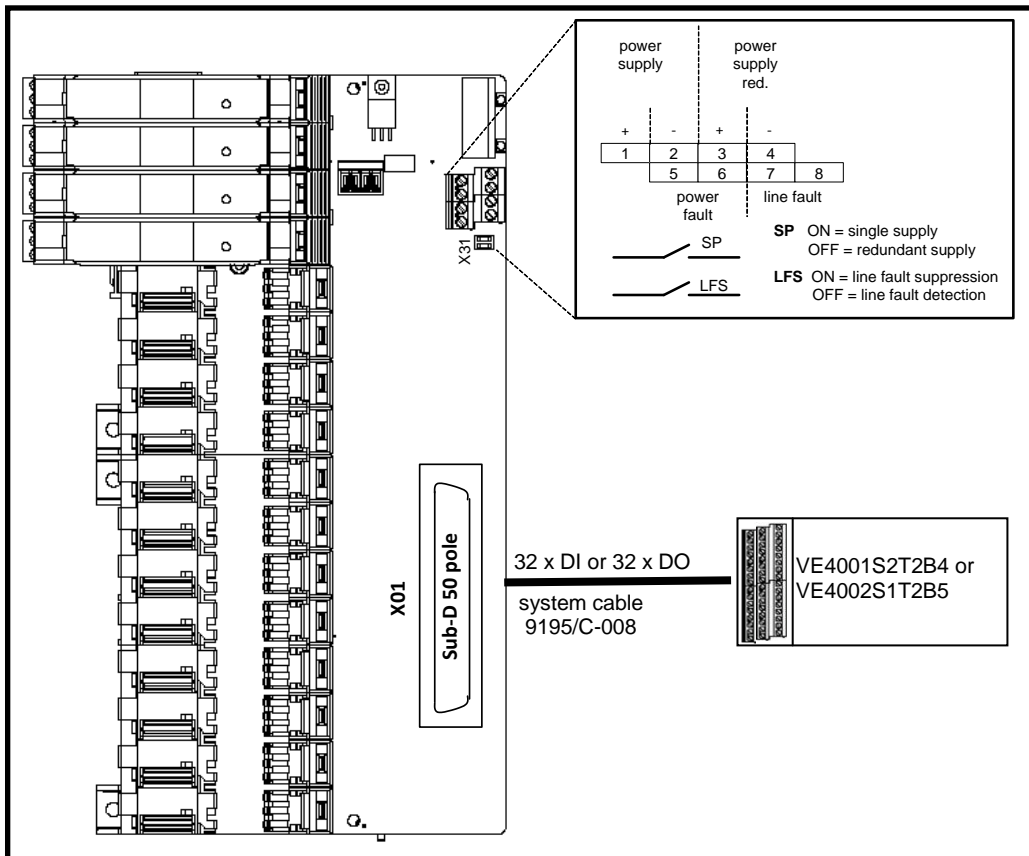 power supply
power supply red.
+ - + -
1 2 3 4
5 6 7 8
power fault
line fault
SP
SP ON = single supply
OFF = redundant supply
LFS
LFS ON = line fault suppression
OFF = line fault detection
X31
X01
Sub-D 50 pole
32 x DI or 32 x DO
system cable
9195/C-008
VE4001S2T2B4 or
VE4002S1T2B5